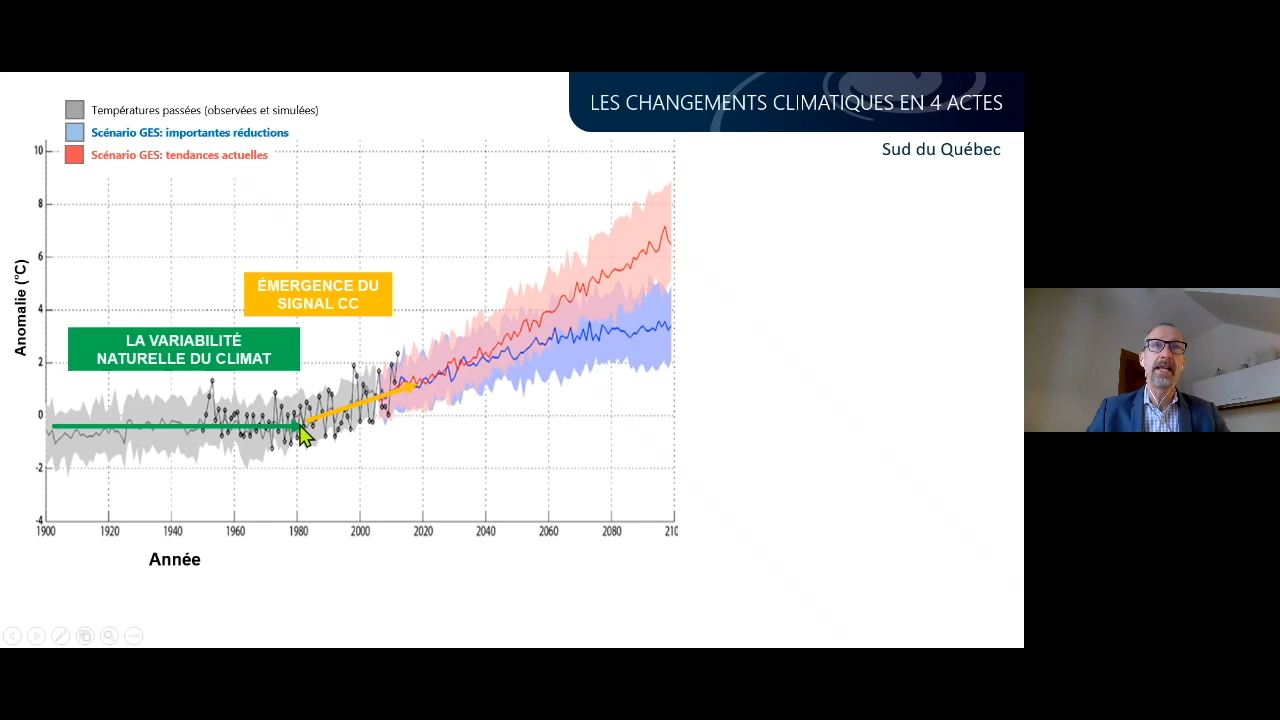 LES CHANGEMENTS CLIMATIQUES EN 4 ACTES
Sud du Québec
Températures passées (observées et simulées)
Scénario GES: importantes réductions
Scénario GES: tendances actuelles
10
8
6
4
2
0
-2
-4
Anomalie (°C)
ÉMERGENCE DU
SIGNAL CC
LA VARIABILITÉ
NATURELLE DU CLIMAT
1900 1920 1940 1960 1980 2000 2020 2040 2060 2080 210
Année